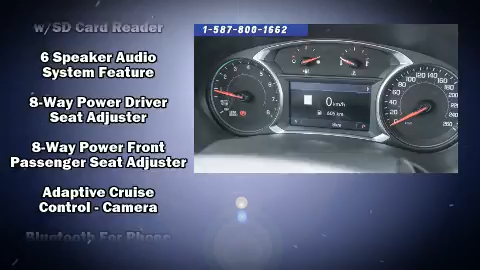 w/SD Card Reader
6 Speaker Audio
System Feature
8-Way Power Driver
Seat Adjuster
8-Way Power Front
Passenger Seat Adjuster
Adaptive Cruise
Control - Camera
Bluetooth For Phone
1-587-800-1662
0 km/h